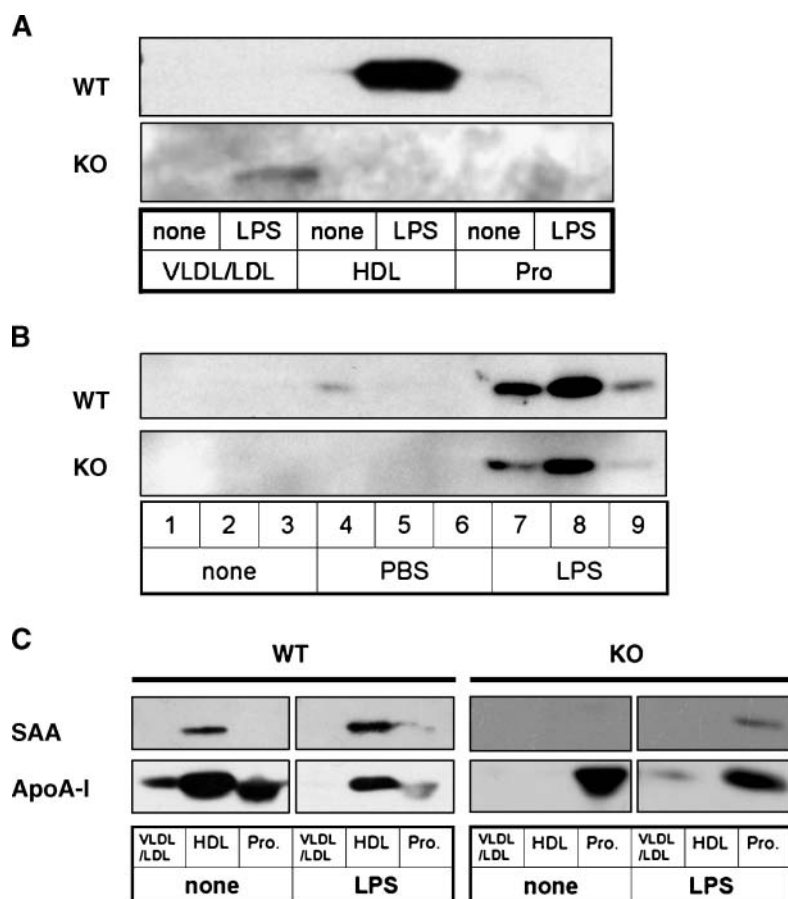 A
WT
KO
none LPS none LPS none LPS
VLDL/LDL HDL Pro
B
WT
KO
1 2 3 4 5 6 7 8 9
none PBS LPS
C
WT KO
SAA
ApoA-I
VLDL /LDL HDL Pro. VLDL /LDL HDL Pro. VLDL /LDL HDL Pro. VLDL /LDL HDL Pro.
none LPS none LPS